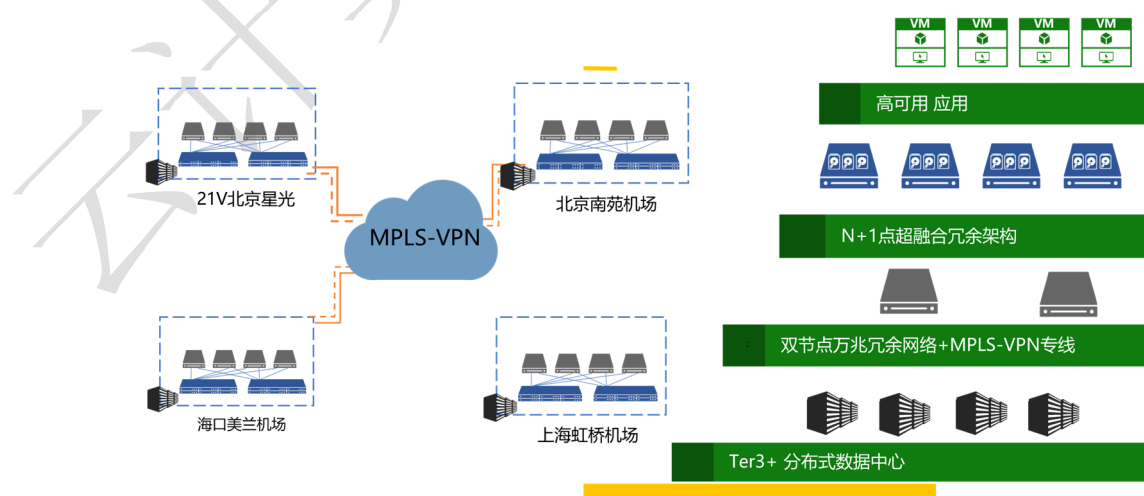 VM VM VM VM
高可用 应用
21V北京星光
北京南苑机场
MPLS-VPN
N+1点超融合冗余架构
双节点万兆冗余网络+MPLS-VPN专线
海口美兰机场
上海虹桥机场
Ter3+ 分布式数据中心